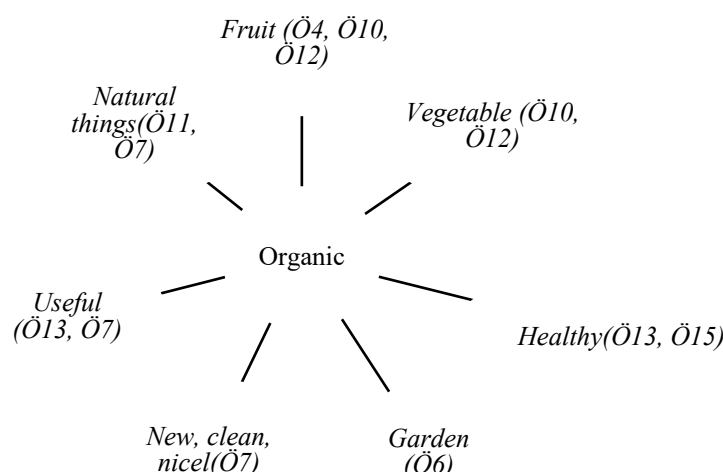 Fruit (Ö4, Ö10,
Ö12)
Natural
things(Ö11,
Ö7)
Vegetable (Ö10,
Ö12)
Organic
Useful
(Ö13, Ö7)
Healthy(Ö13, Ö15)
New, clean,
nicel(Ö7)
Garden
(Ö6)